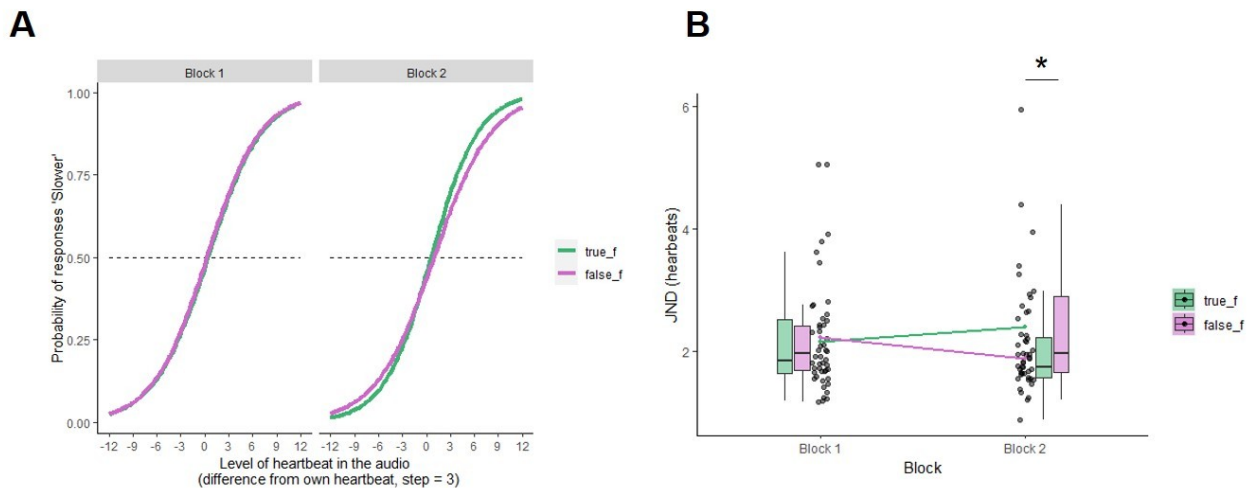 A
Block 1
Block 2
Probability of responses 'Slower'
1.00
0.75
0.50
0.25
0.00
-12 -9 -6 -3 0 3 6 9 12
-12 -9 -6 -3 0 3 6 9 12
Level of heartbeat in the audio
(difference from own heartbeat, step = 3)
true_f
false_f
B
*
JND (hearbeats)
6
4
2
Block 1
Block 2
Block
true_f
false_f